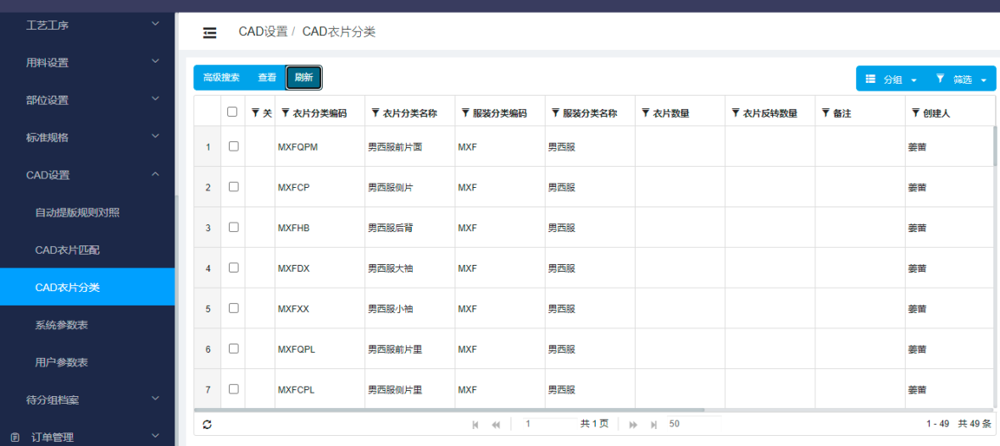 CAD设置 / CAD衣片分类
工艺工序
用料设置
部位设置
标准规格
CAD设置
自动提版规则对照
CAD衣片匹配
CAD衣片分类
系统参数表
用户参数表
待分组档案
订单管理
高级搜索 查看 刷新
分组 筛选
关 衣片分类编码 衣片分类名称 服装分类编码 服装分类名称 衣片数量 衣片反转数量 备注 创建人
1 MXFQPM 男西服前片面 MXF 男西服 姜苗
2 MXFCP 男西服侧片 MXF 男西服 姜苗
3 MXFHB 男西服后背 MXF 男西服 姜苗
4 MXFDX 男西服大袖 MXF 男西服 姜苗
5 MXFXX 男西服小袖 MXF 男西服 姜苗
6 MXFQPL 男西服前片里 MXF 男西服 姜苗
7 MXFCPL 男西服侧片里 MXF 男西服 姜苗
1 共1页 50 1 - 49 共 49 条